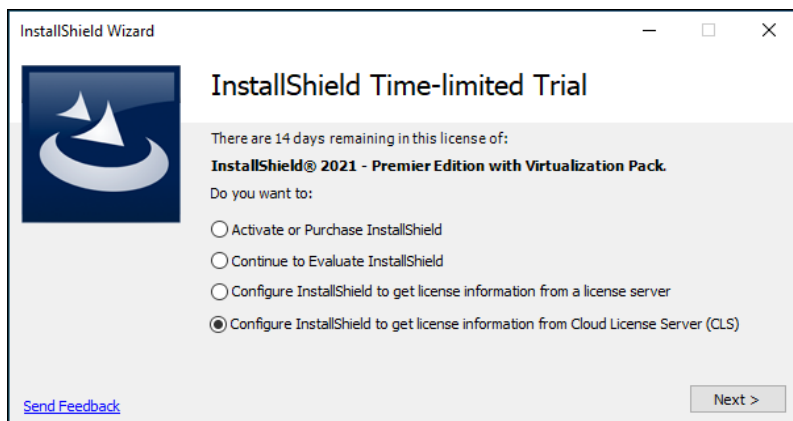 InstallShield Wizard
InstallShield Time-limited Trial
There are 14 days remaining in this license of:
InstallShield® 2021 - Premier Edition with Virtualization Pack.
Do you want to:
Activate or Purchase InstallShield
Continue to Evaluate InstallShield
Configure InstallShield to get license information from a license server
Configure InstallShield to get license information from Cloud License Server (CLS)
Send Feedback
Next >